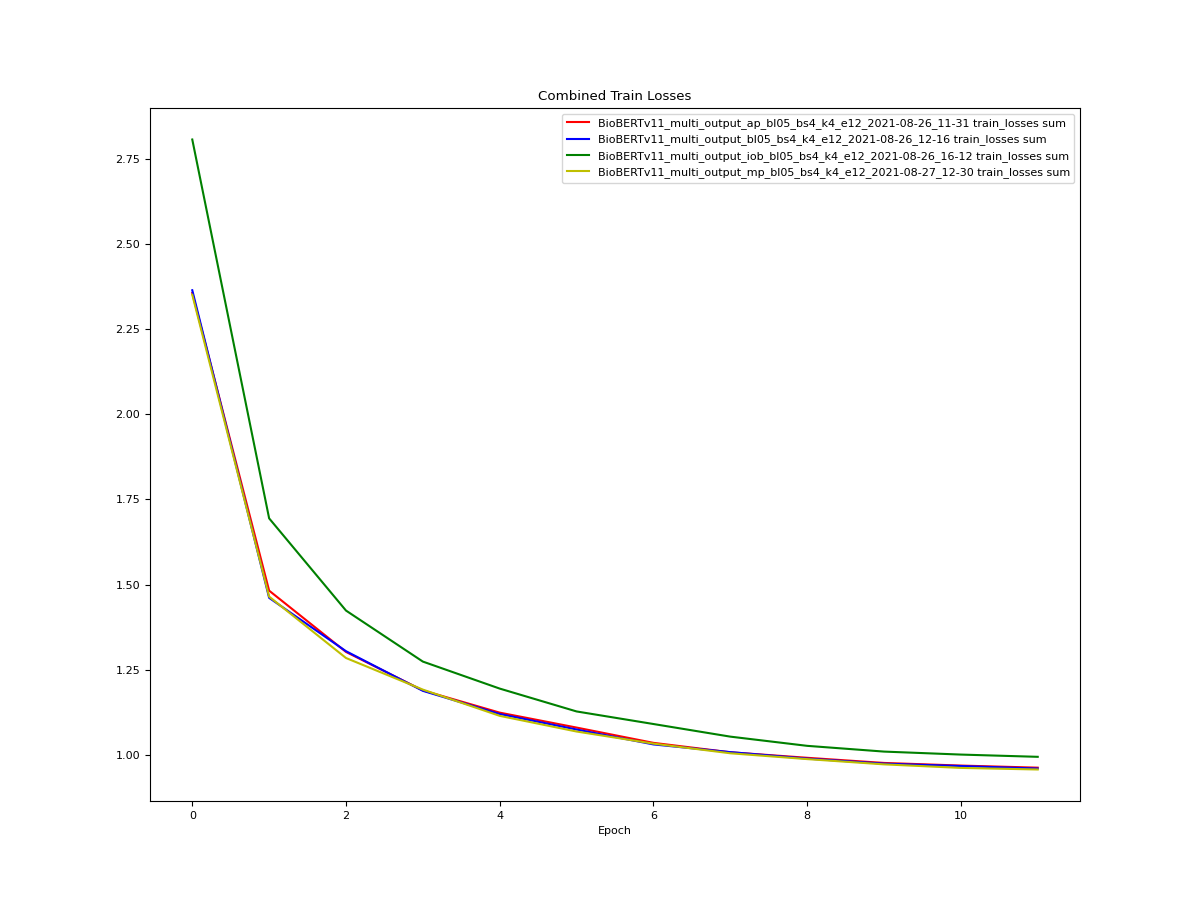 Combined Train Losses
BioBERTv11_multi_output_ap_bl05_bs4_k4_e12_2021-08-26_11-31 train_losses sum
BioBERTv11_multi_output_bl05_bs4_k4_e12_2021-08-26_12-16 train_losses sum
BioBERTv11_multi_output_iob_bl05_bs4_k4_e12_2021-08-26_16-12 train_losses sum
BioBERTv11_multi_output_mp_bl05_bs4_k4_e12_2021-08-27_12-30 train_losses sum
2.75
2.50
2.25
2.00
1.75
1.50
1.25
1.00
0 2 4 6 8 10
Epoch